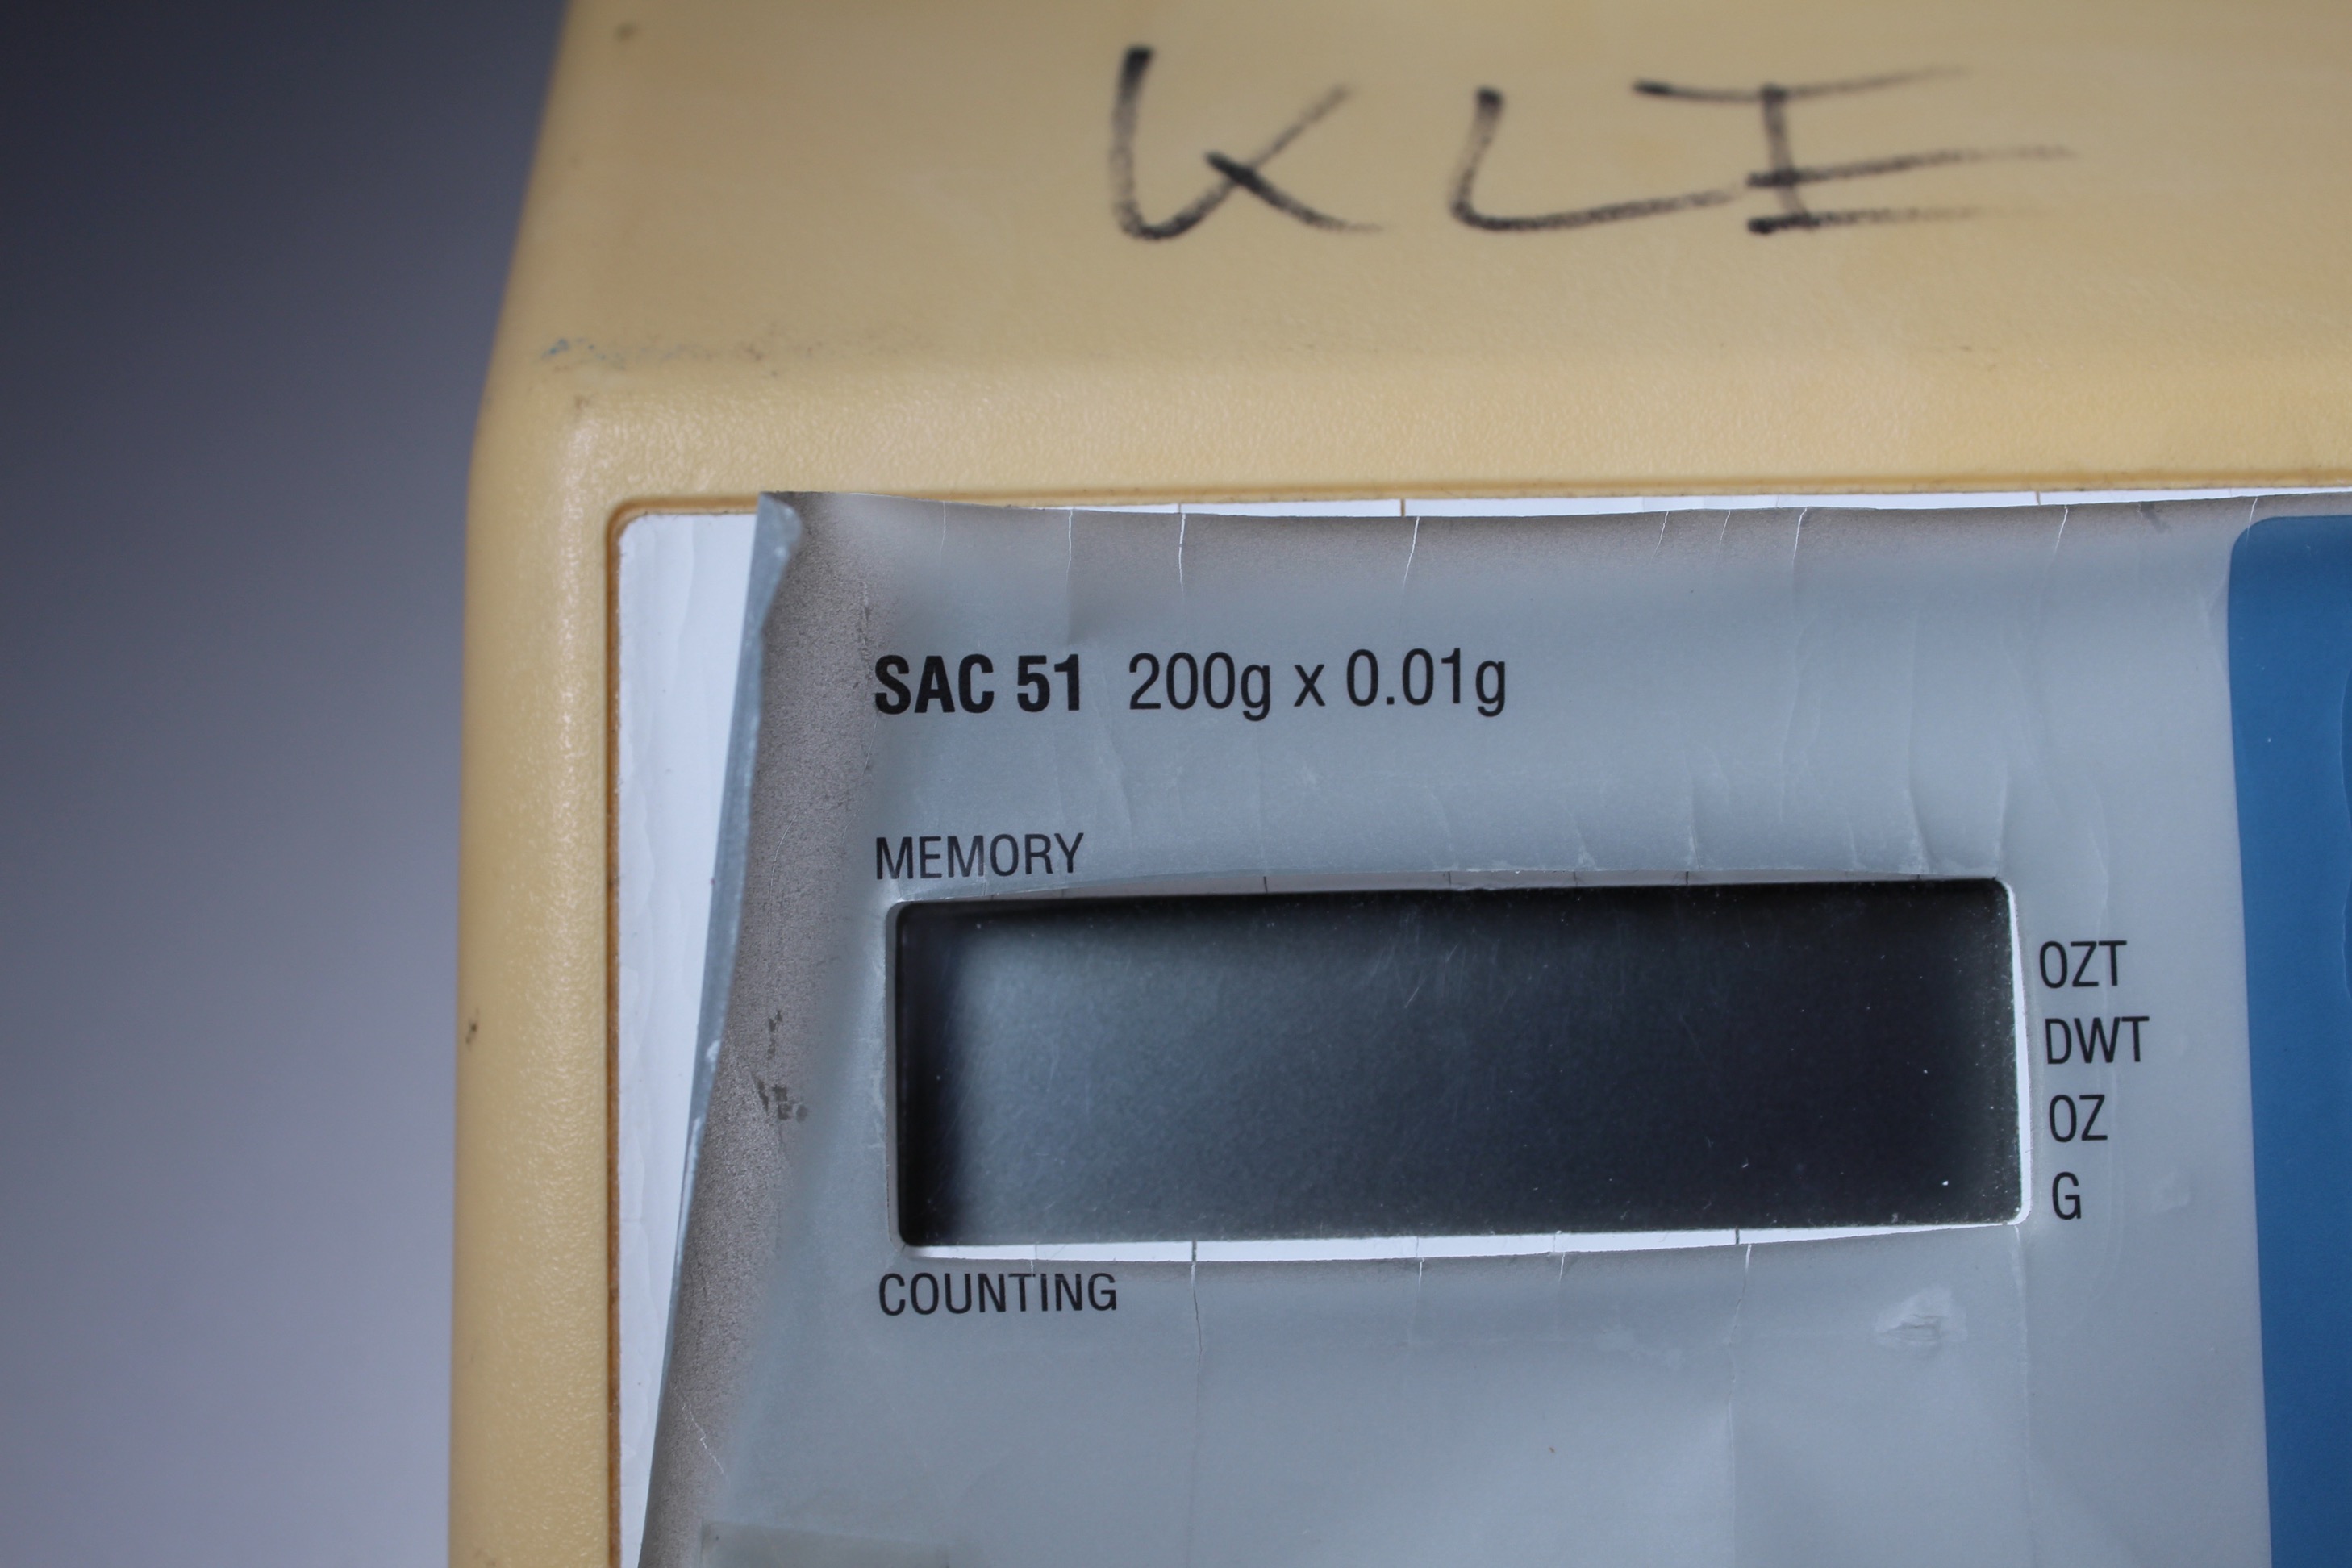 KLE
SAC 51 200g x 0.01g
MEMORY
OZT
DWT
OZ
G
COUNTING